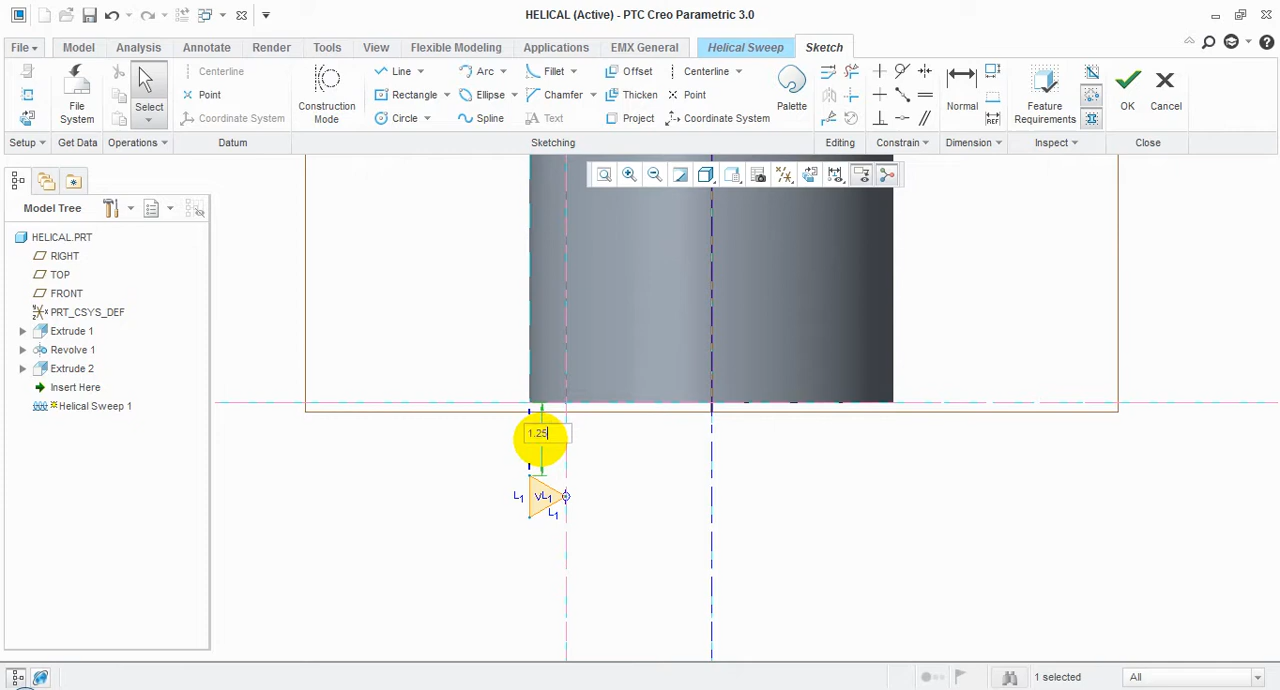 HELICAL (Active) - PTC Creo Parametric 3.0
File
Model
Analysis
Annotate
Render
Tools
View
Flexible Modeling
Applications
EMX General
Helical Sweep
Sketch
File System
Select
Centerline
Point
Coordinate System
Construction Mode
Line
Arc
Fillet
Offset
Centerline
Rectangle
Ellipse
Chamfer
Thicken
Point
Circle
Spline
Text
Project
Coordinate System
Palette
Normal
REF
Feature Requirements
OK
Cancel
Setup
Get Data
Operations
Datum
Sketching
Editing
Constrain
Dimension
Inspect
Close
Model Tree
HELICAL.PRT
RIGHT
TOP
FRONT
PRT_CSYS_DEF
Extrude 1
Revolve 1
Extrude 2
Insert Here
Helical Sweep 1
1.25
L1
VL1
L1
1 selected
All